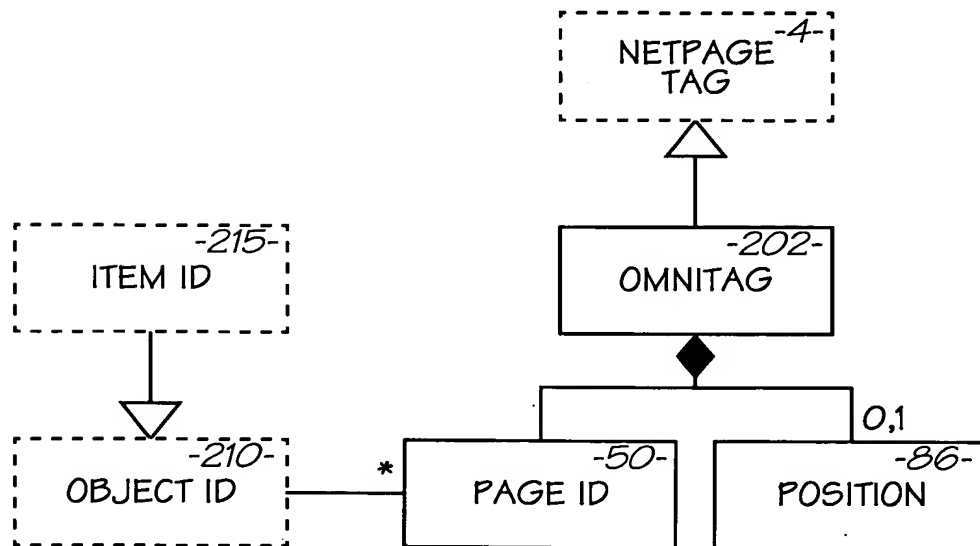 -4-
NETPAGE
TAG
-215-
ITEM ID
-202-
OMNITAG
0,1
-210-
OBJECT ID
*
-50-
PAGE ID
-86-
POSITION